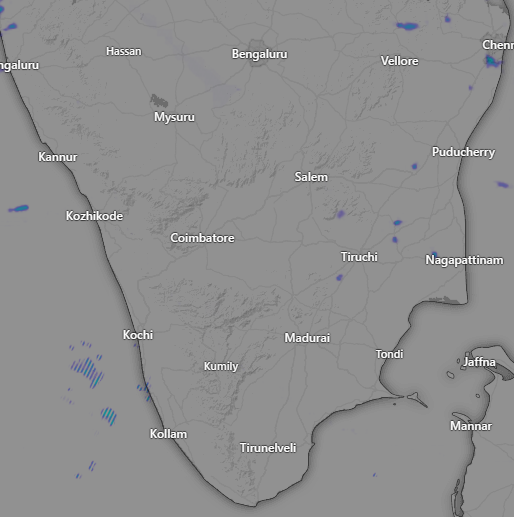 Hassan
Bengaluru
Chenn
ngaluru
Vellore
Mysuru
Kannur
Puducherry
Salem
Kozhikode
Coimbatore
Tiruchi
Nagapattinam
Kochi
Madurai
Tondi
Jaffna
Kumily
Mannar
Kollam
Tirunelveli